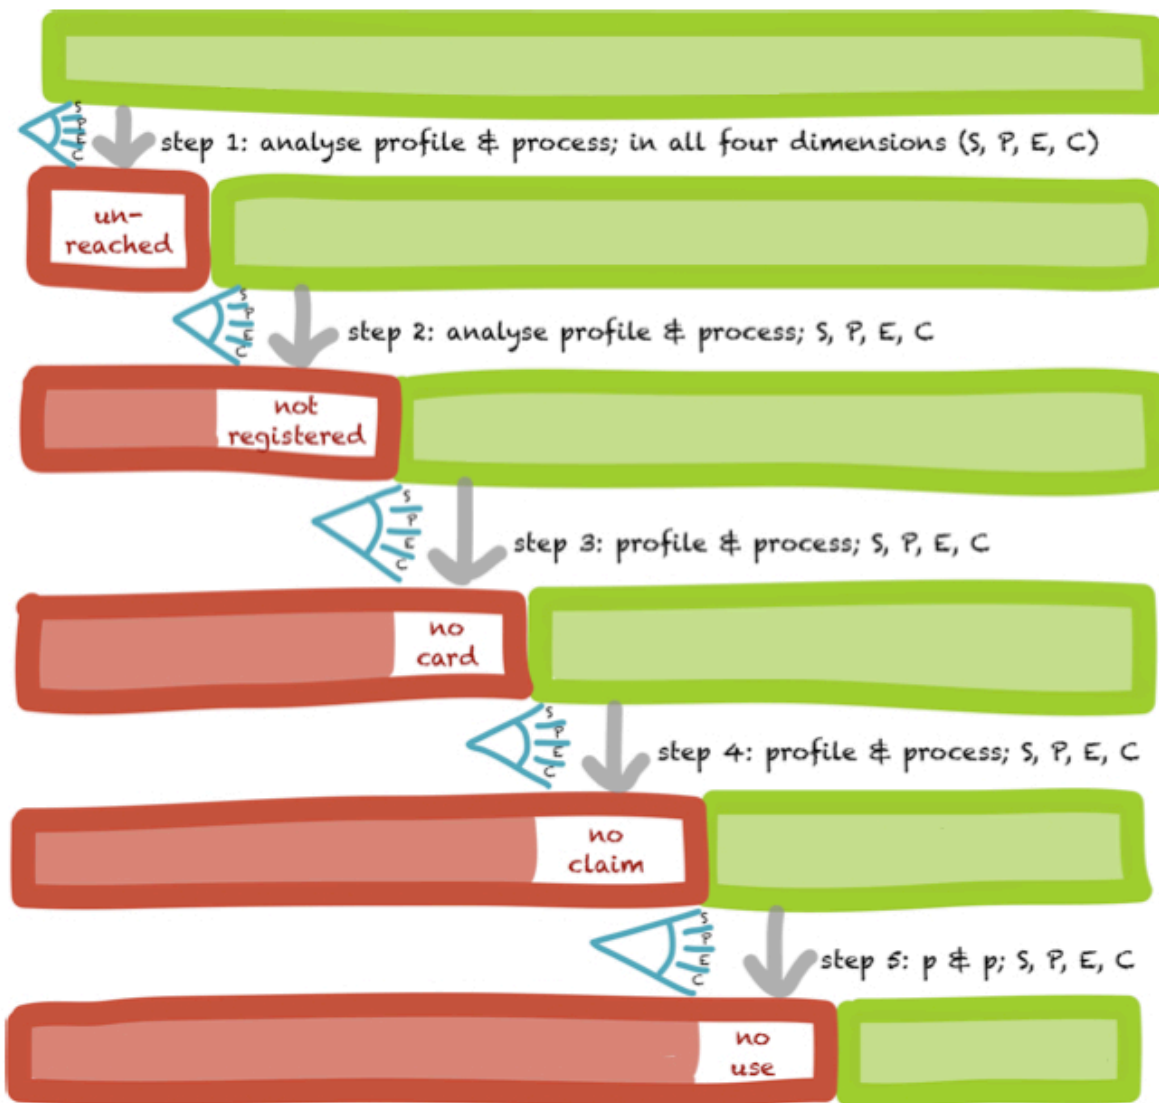 S
P
E
C
step 1: analyse profile & process; in all four dimensions (S, P, E, C)
un-
reached
S
P
E
C
step 2: analyse profile & process; S, P, E, C
not
registered
S
P
E
C
step 3: profile & process; S, P, E, C
no
card
S
P
E
C
step 4: profile & process; S, P, E, C
no
claim
S
P
E
C
step 5: p & p; S, P, E, C
no
use